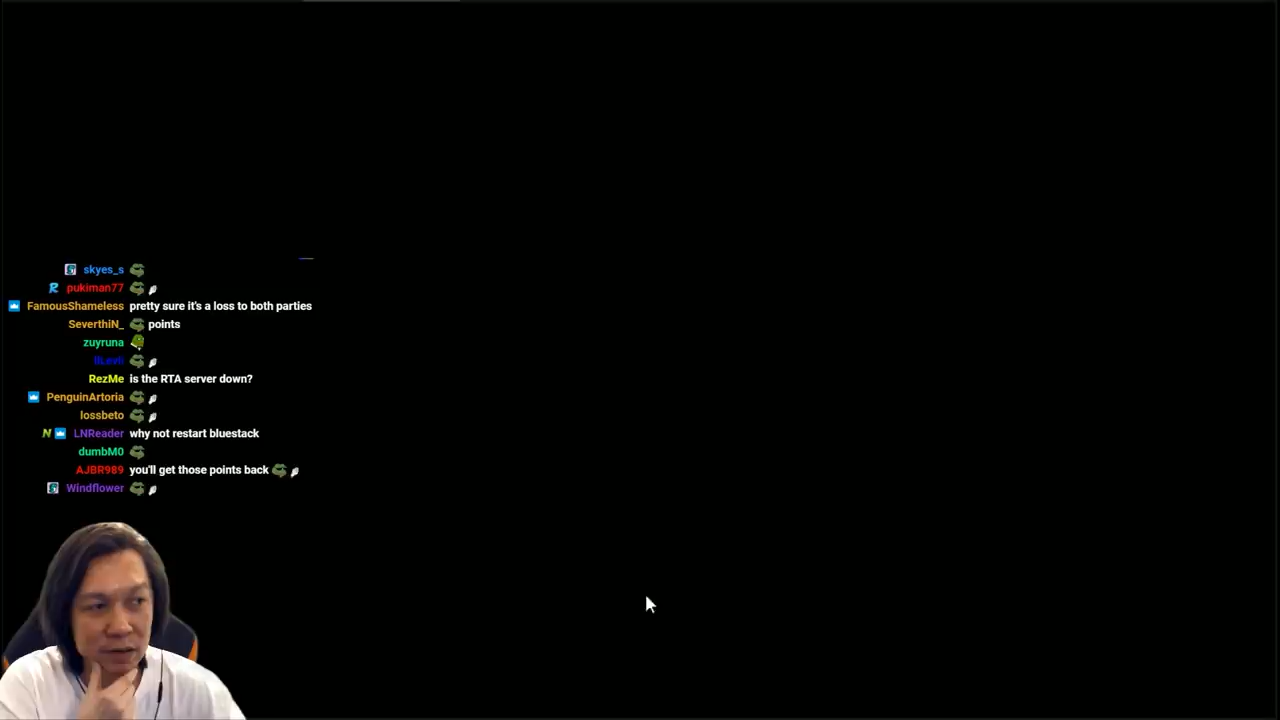 skyes_s
pukiman77
FamousShameless pretty sure it's a loss to both parties
SeverthiN_ points
zuyruna
RezMe is the RTA server down?
PenguinArtoria
lossbeto
LNReader why not restart bluestack
dumbM0
AJBR989 you'll get those points back
Windflower